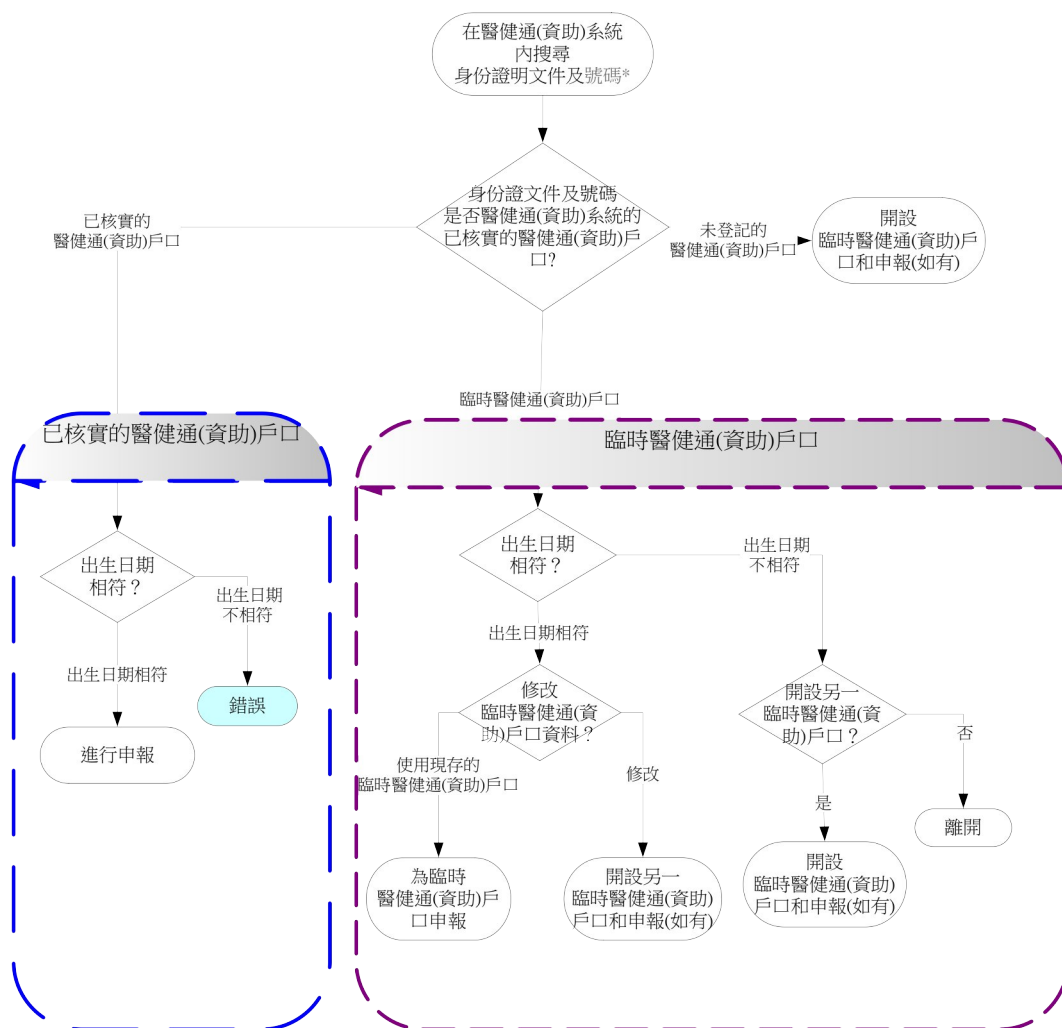 在醫健通(資助)系統
內搜尋
身份證明文件及號碼*
身份證文件及號碼
是否醫健通(資助)系統的
已核實的醫健通(資助)戶
口?
已核實的
醫健通(資助)戶口
未登記的
醫健通(資助)戶口
開設
臨時醫健通(資助)戶
口和申報(如有)
臨時醫健通(資助)戶口
已核實的醫健通(資助)戶口
臨時醫健通(資助)戶口
出生日期
相符？
出生日期
不相符
出生日期相符
錯誤
進行申報
出生日期
相符？
出生日期
不相符
出生日期相符
修改
臨時醫健通(資
助)戶口資料？
開設另一
臨時醫健通(資
助)戶口？
使用現存的
臨時醫健通(資助)戶口
修改
是
否
離開
為臨時
醫健通(資助)戶
口申報
開設另一
臨時醫健通(資助)
戶口和申報(如有)
開設
臨時醫健通(資助)
戶口和申報(如有)